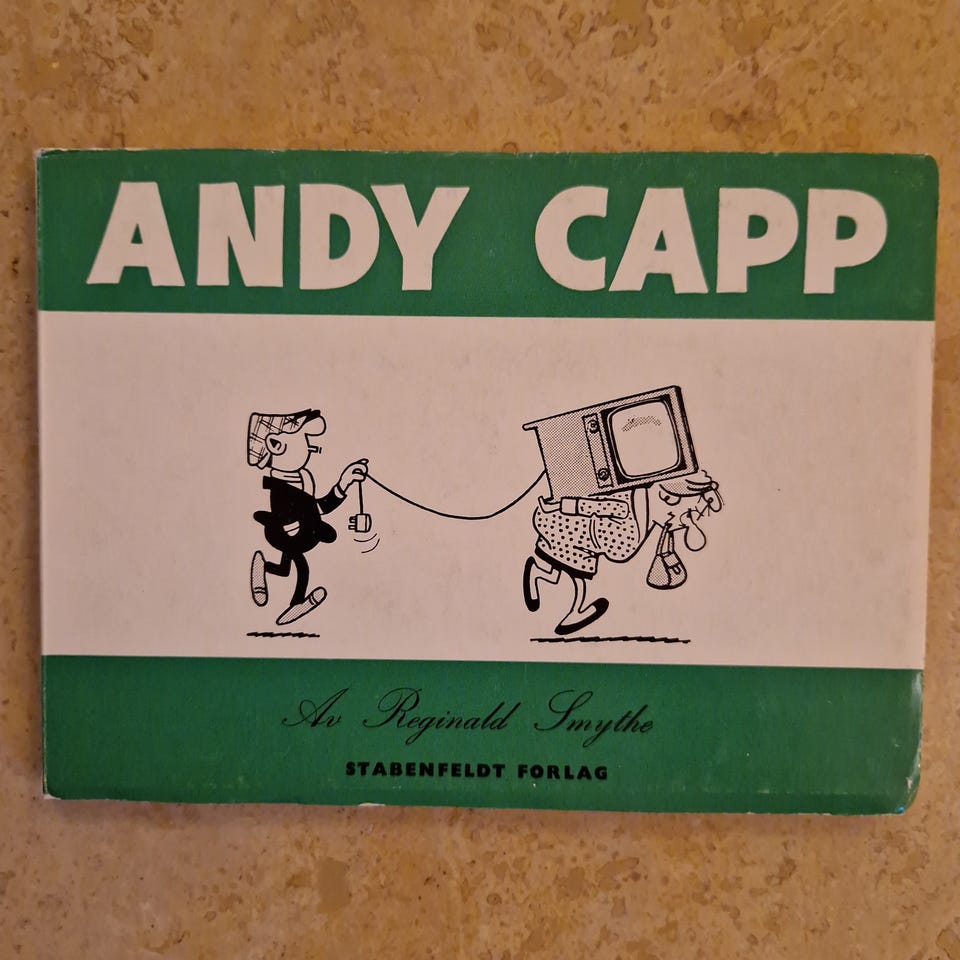 ANDY CAPP
Av Reginald Smythe
STABENFELDT FORLAG